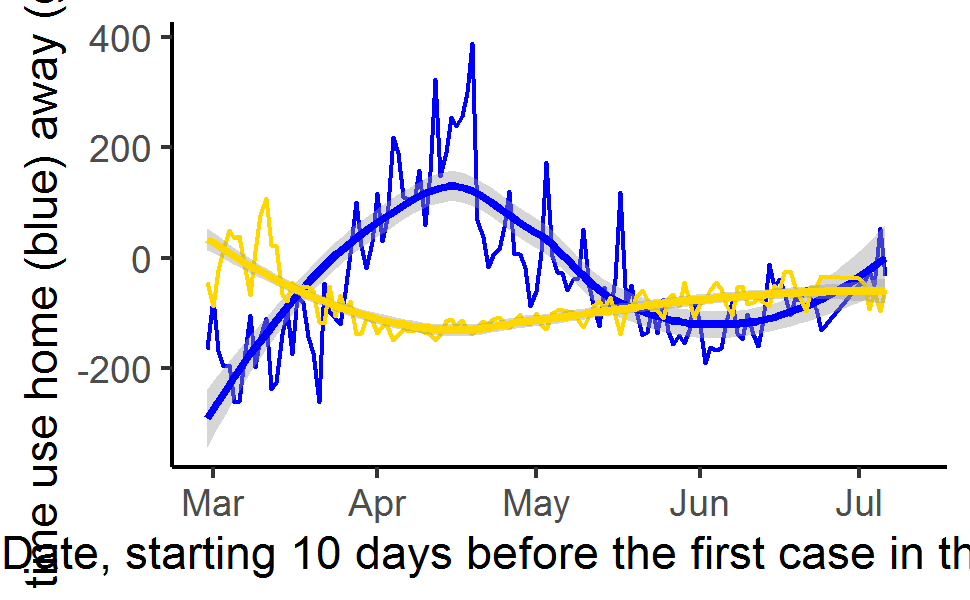 time use home (blue) away (
400
200
0
-200
Mar Apr May Jun Jul
Date, starting 10 days before the first case in th